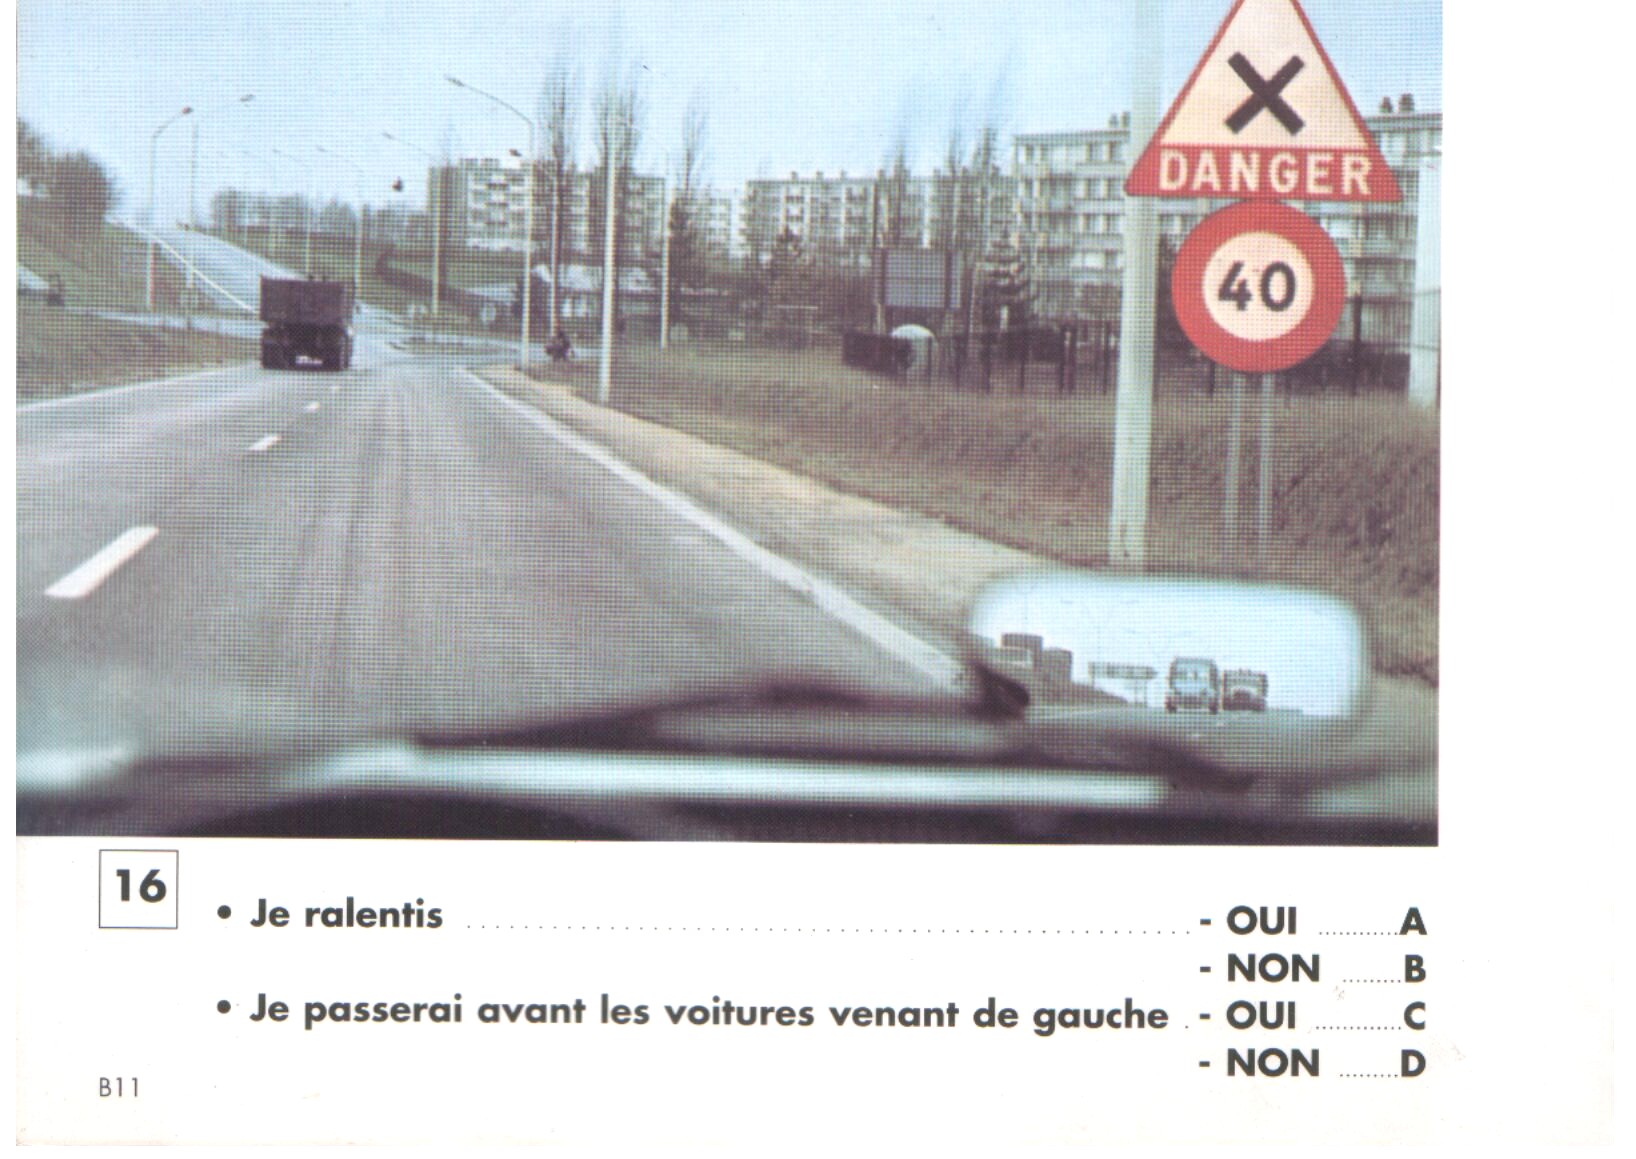 DANGER
40
16
• Je ralentis - OUI A
- NON B
• Je passerai avant les voitures venant de gauche - OUI C
- NON D
B11